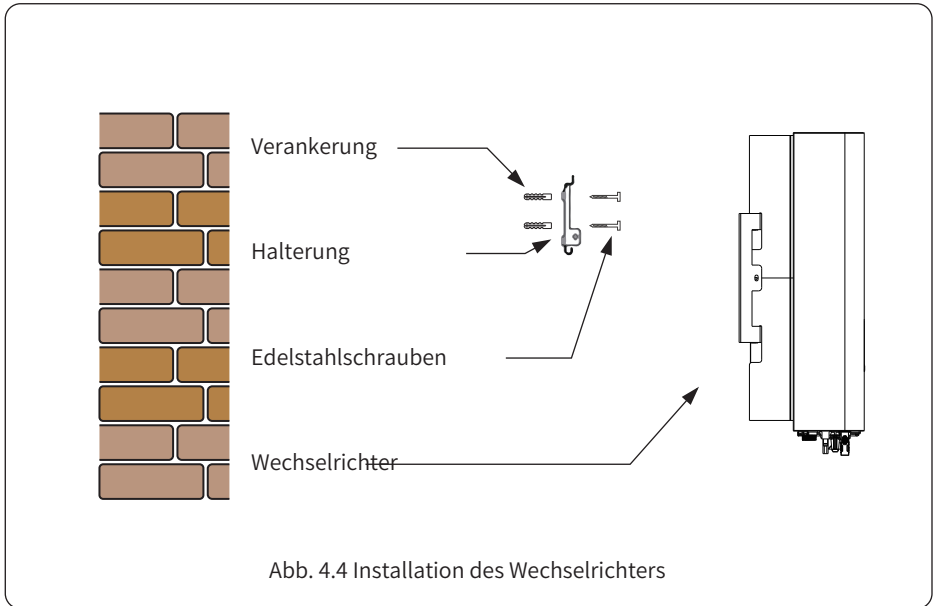 Verankerung
Halterung
Edelstahlschrauben
Wechselrichter
Abb. 4.4 Installation des Wechselrichters